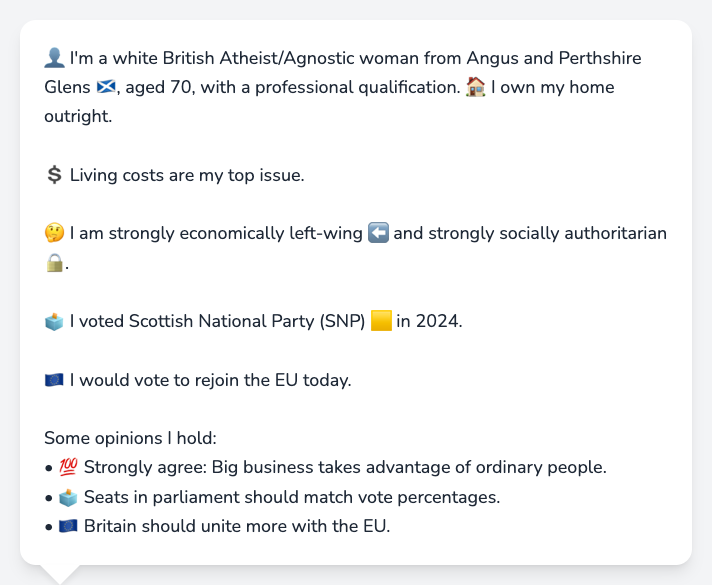 👤 I'm a white British Atheist/Agnostic woman from Angus and Perthshire
Glens 🏴󠁧󠁢󠁳󠁣󠁴󠁿, aged 70, with a professional qualification. 🏠 I own my home
outright.
💲 Living costs are my top issue.
🤔 I am strongly economically left-wing ⬅️ and strongly socially authoritarian
🔒.
🗳️ I voted Scottish National Party (SNP) 🟨 in 2024.
🇪🇺 I would vote to rejoin the EU today.
Some opinions I hold:
• 💯 Strongly agree: Big business takes advantage of ordinary people.
• 🗳️ Seats in parliament should match vote percentages.
• 🇪🇺 Britain should unite more with the EU.